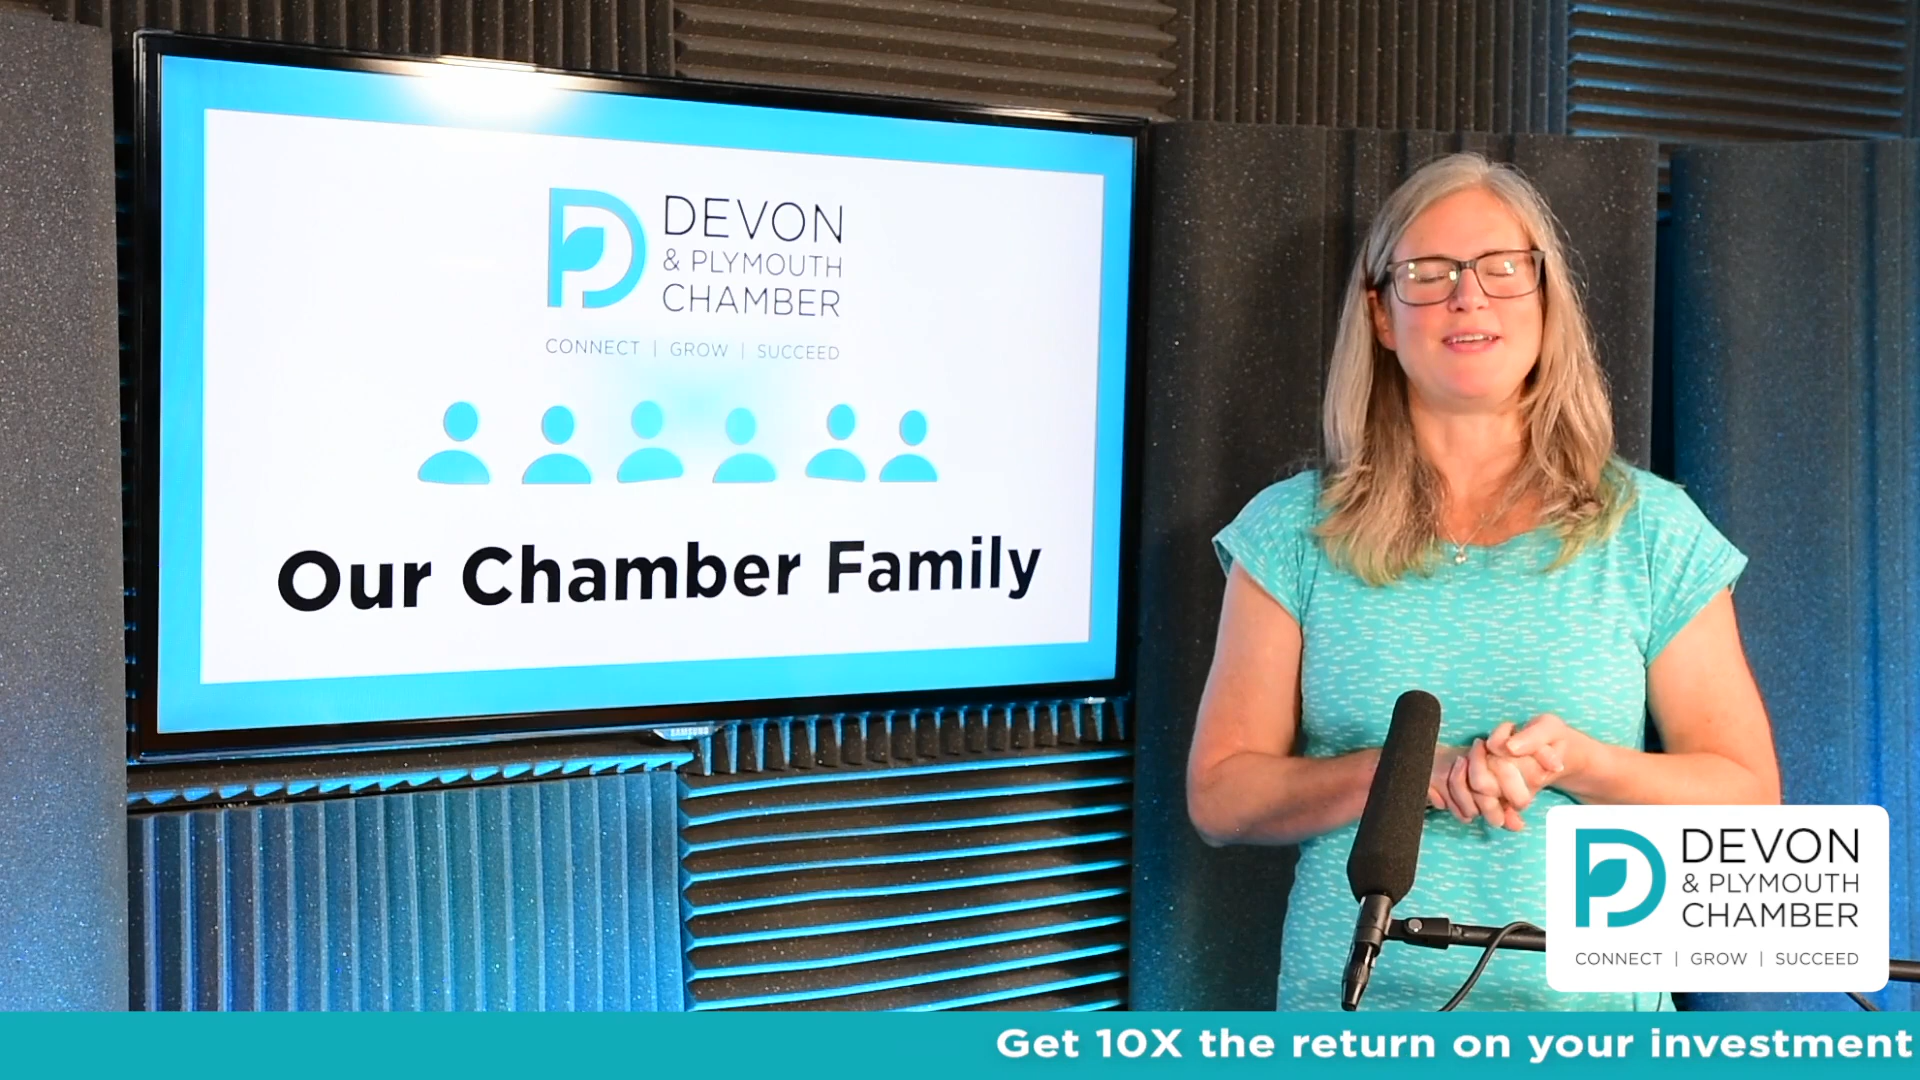 DEVON
& PLYMOUTH
CHAMBER
CONNECT | GROW | SUCCEED
Our Chamber Family
SAMSUNG
DEVON
& PLYMOUTH
CHAMBER
CONNECT | GROW | SUCCEED
Get 10X the return on your investment